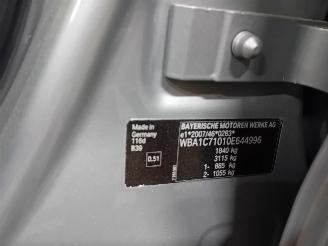 Made in
Germany
116d
B39
0.51
BAYERISCHE MOTOREN WERKE AG
e1*2007/46*0283*
WBA1C71010E644996
1840 kg
3115 kg
1- 865 kg
2- 1055 kg